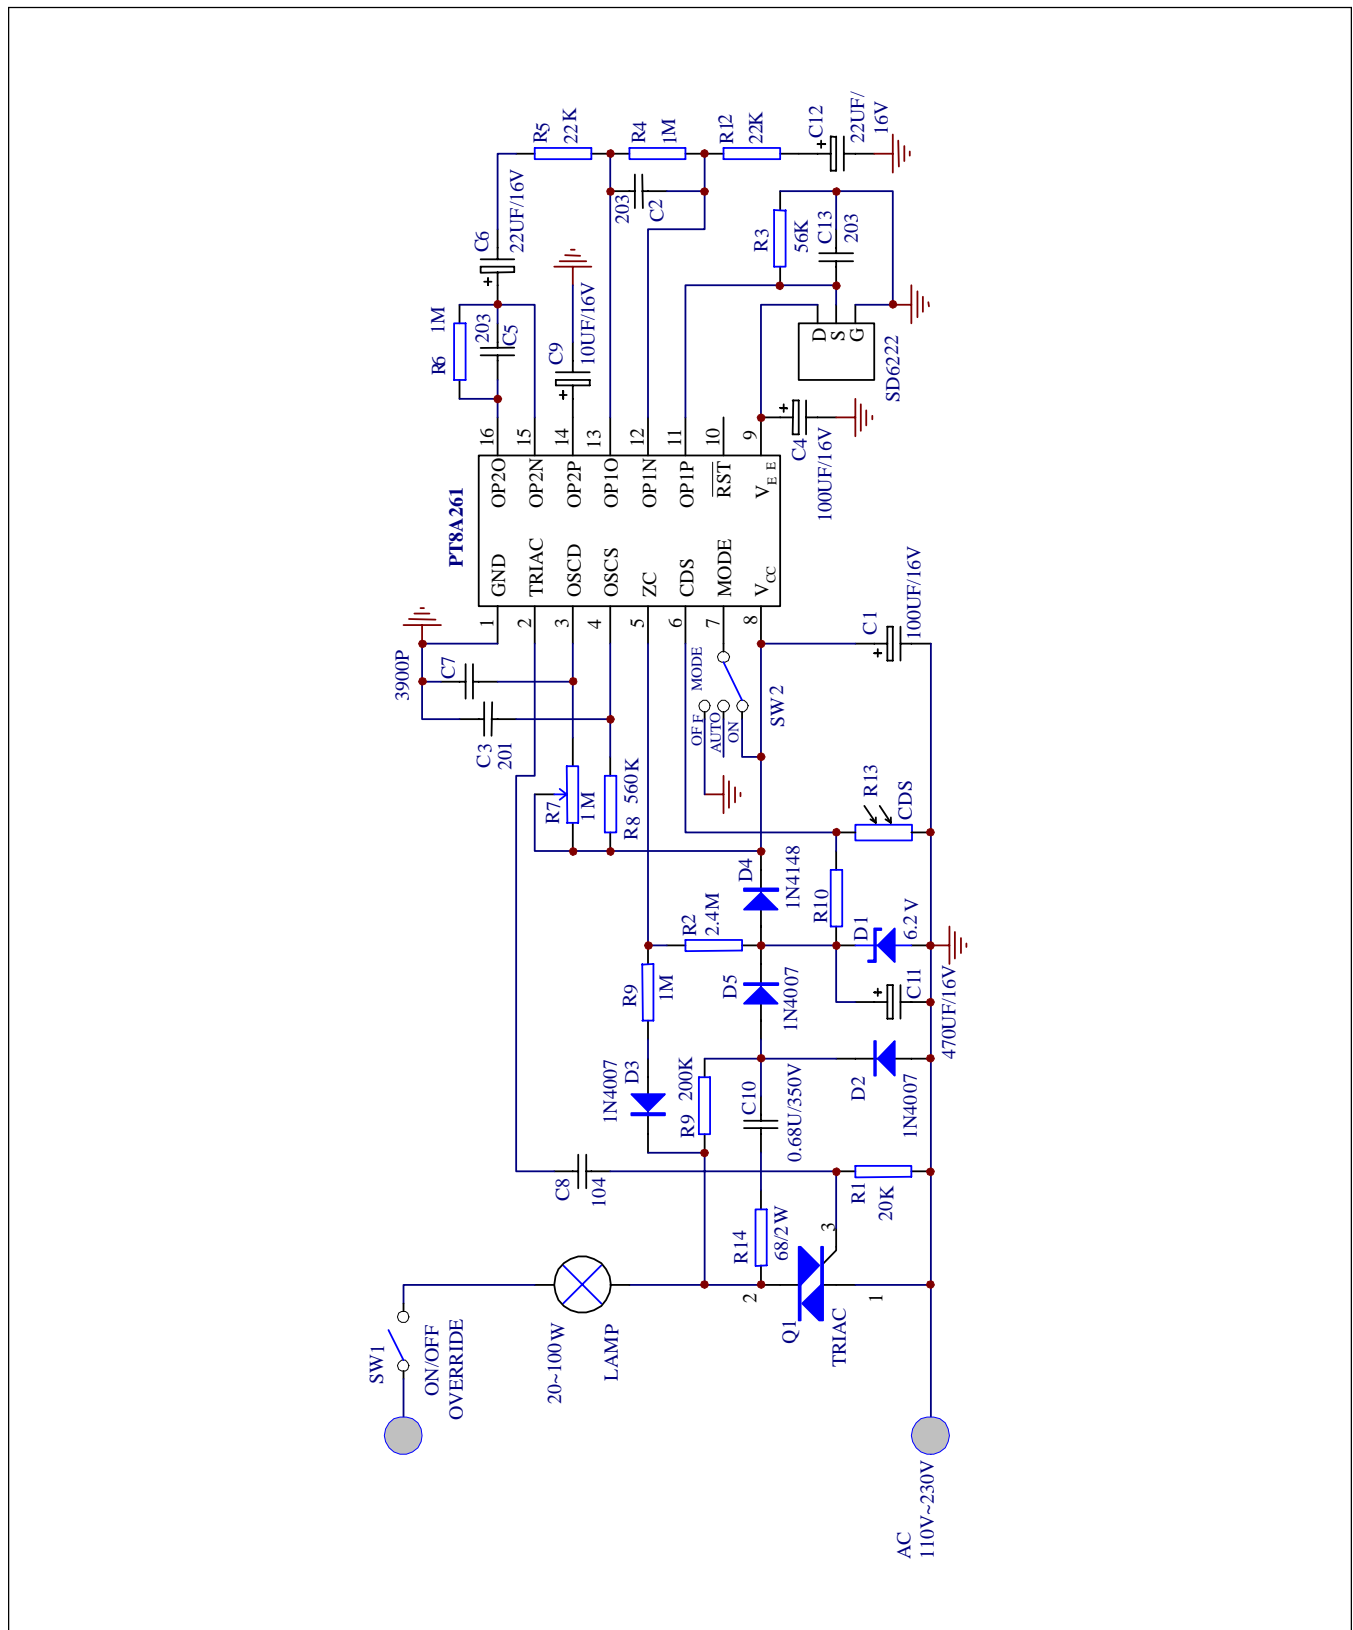 SW1
ON/OFF
OVERRIDE
20~100W
LAMP
AC
110V~230V
Q1
TRIAC
1
2
3
R14
68/2W
R1
20K
C8
104
R9 200K
C10
0.68U/350V
1N4007
D3
D2
1N4007
R9
1M
D5
1N4007
C11
470UF/16V
D1
6.2V
R2
2.4M
R10
D4
1N4148
R13
CDS
R7
1M
R8 560K
C3
201
C7
3900P
OFF
AUTO
ON
MODE
SW2
C1
100UF/16V
PT8A261
1
2
3
4
5
6
7
8
GND
TRIAC
OSCD
OSCS
ZC
CDS
MODE
VCC
OP2O
OP2N
OP2P
OP1O
OP1N
OP1P
RST
VEE
16
15
14
13
12
11
10
9
R6 1M
203
C5
C6
22UF/16V
C9
10UF/16V
C4
100UF/16V
SD6222
D
S
G
R3
56K
C13
203
203
C2
R5
22K
R4
1M
R12
22K
C12
22UF/
16V